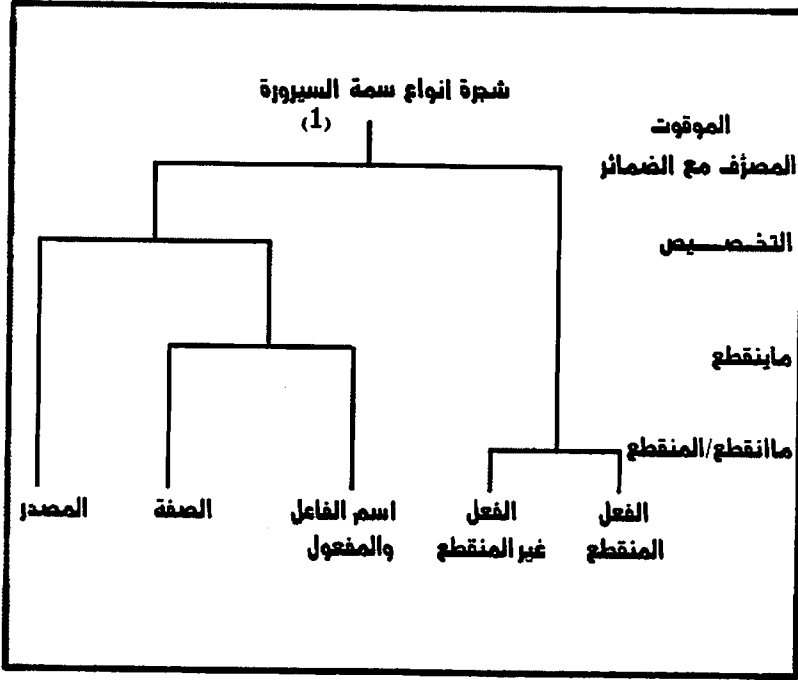 شجرة انواع سمة السيرورة
(1)
الموقوت
المصرّف مع الضمائر
التخصيص
ماينقطع
ماانقطع/المنقطع
الفعل
المنقطع
الفعل
غير المنقطع
اسم الفاعل
والمفعول
الصفة
المصدر